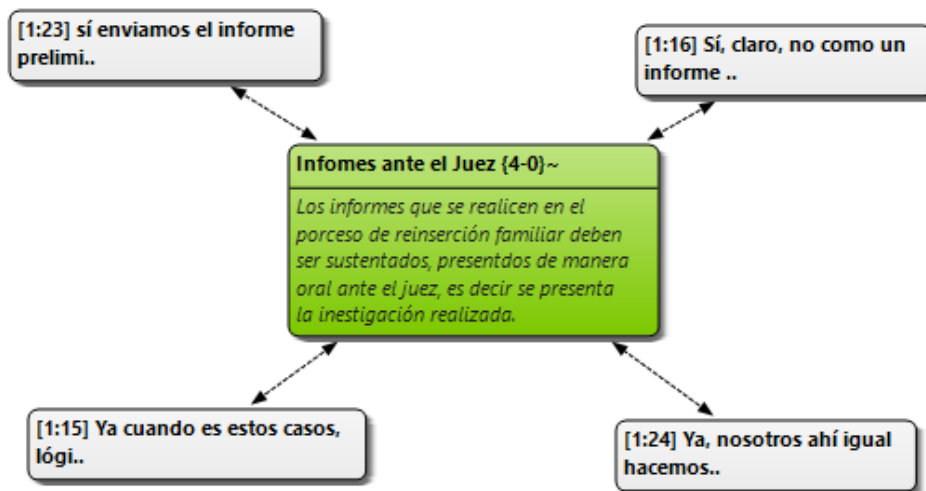 [1:23] sí enviamos el informe
prelimi..
[1:16] Sí, claro, no como un
informe ..
Infomes ante el Juez {4-0}~
Los informes que se realicen en el
porceso de reinserción familiar deben
ser sustentados, presentdos de manera
oral ante el juez, es decir se presenta
la inestigación realizada.
[1:15] Ya cuando es estos casos,
lógi..
[1:24] Ya, nosotros ahí igual
hacemos..